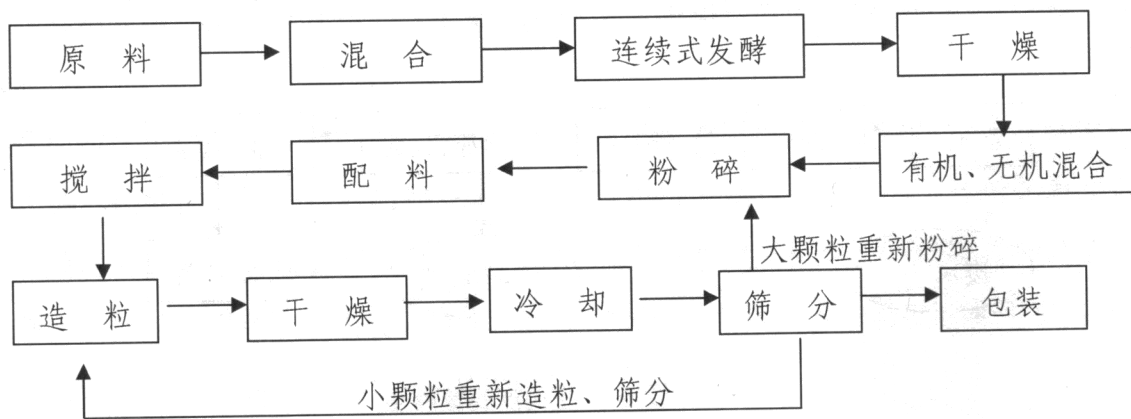 原 料 混 合 连续式发酵 干 燥
搅 拌 配 料 粉 碎 有机、无机混合
大颗粒重新粉碎
造 粒 干 燥 冷 却 筛 分 包装
小颗粒重新造粒、筛分